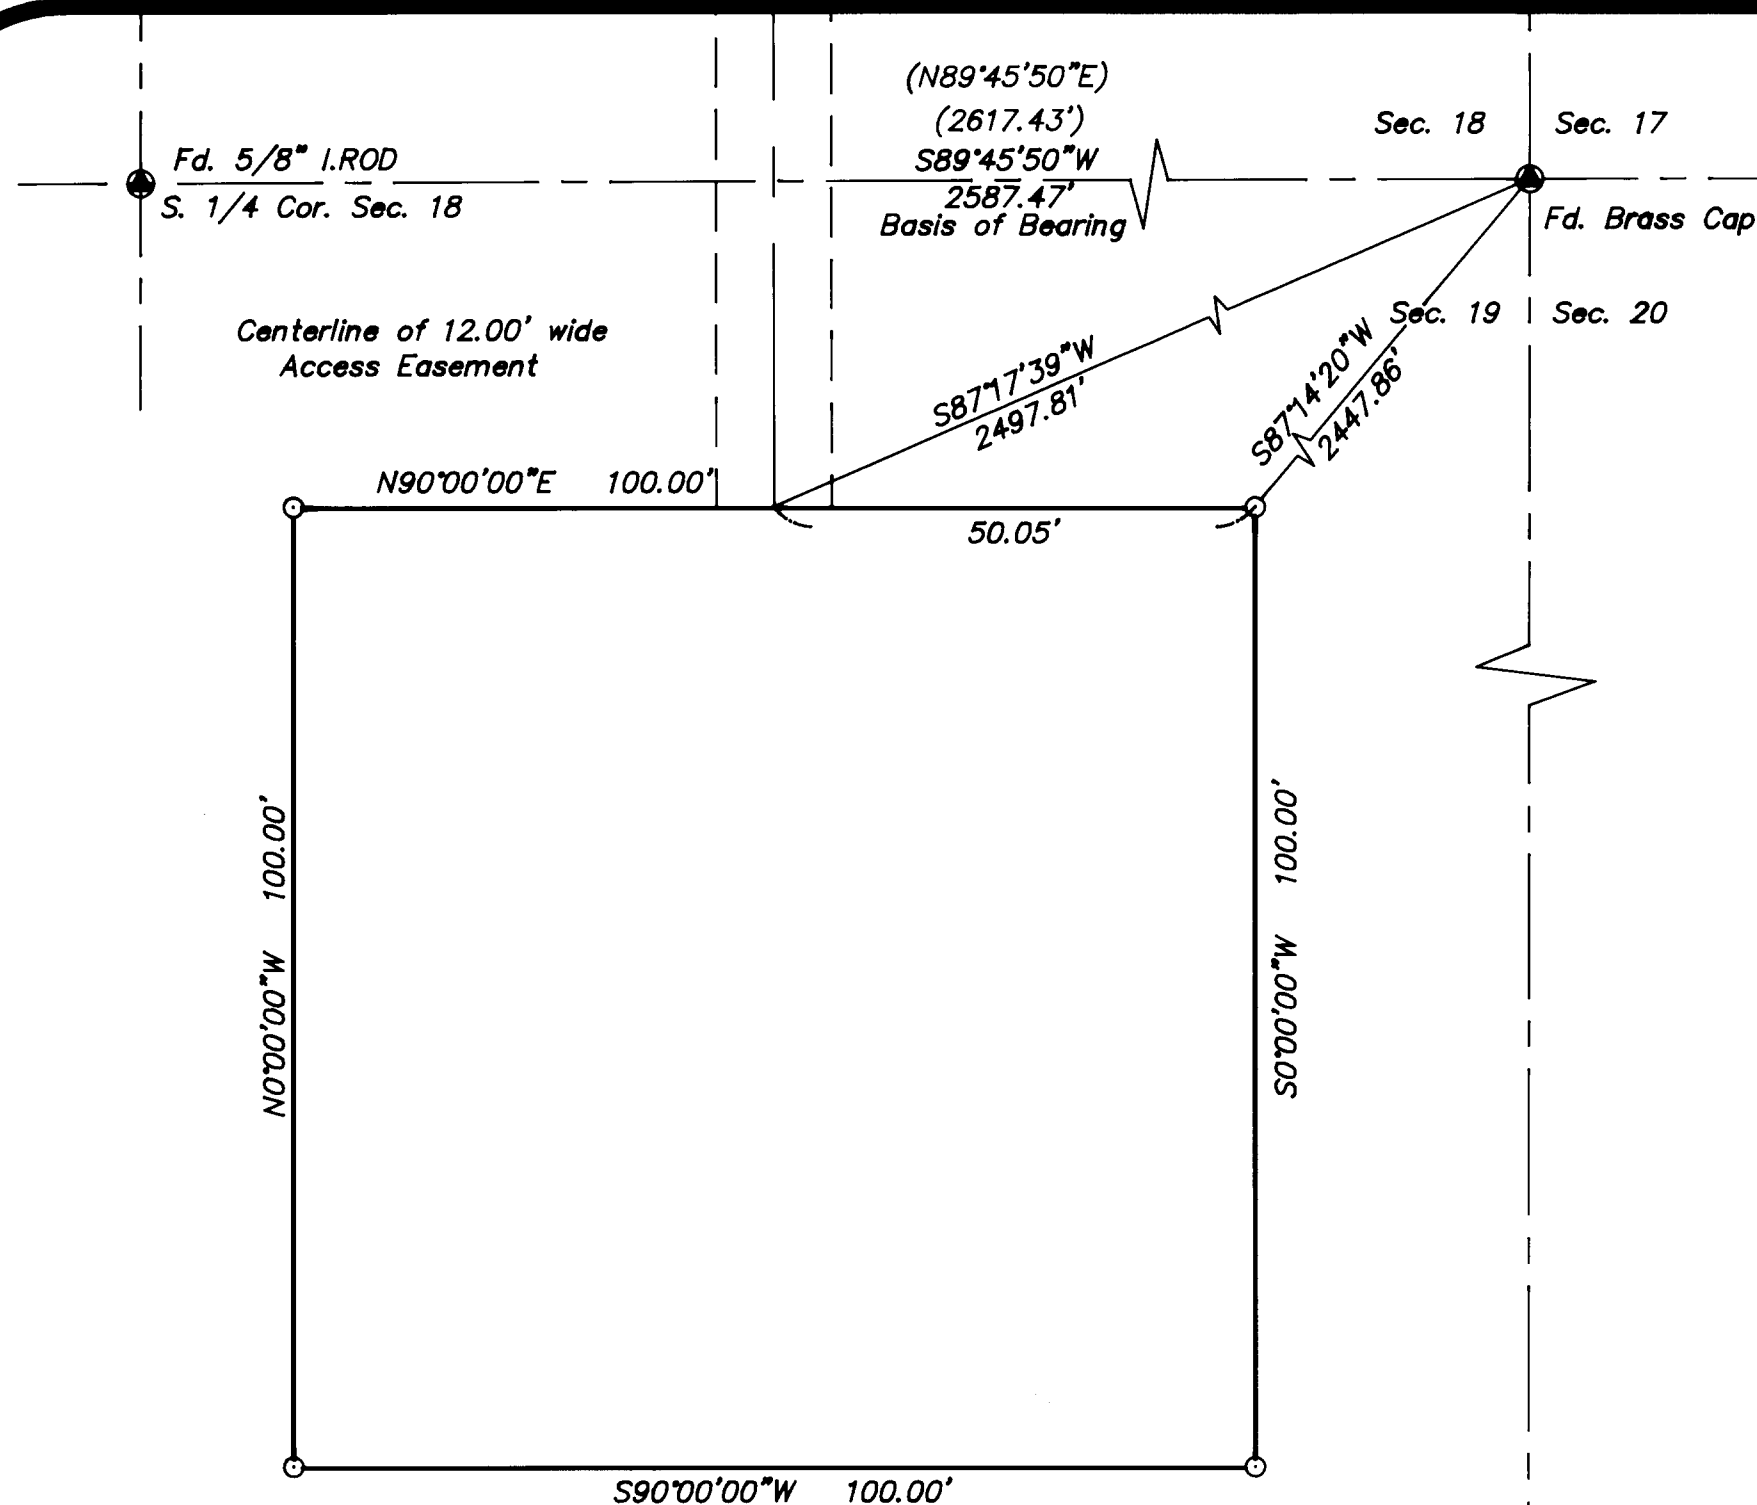 (N89°45'50"E)
(2617.43')
S89°45'50"W
2587.47'
Basis of Bearing
Sec. 18
Sec. 17
Fd. 5/8" I.ROD
S. 1/4 Cor. Sec. 18
Fd. Brass Cap
Centerline of 12.00' wide
Access Easement
Sec. 19
Sec. 20
S87°17'39"W
2497.81'
S87°14'20"W
2447.86'
N90°00'00"E 100.00'
50.05'
N0°00'00"W 100.00'
S0°00'00"W 100.00'
S90°00'00"W 100.00'